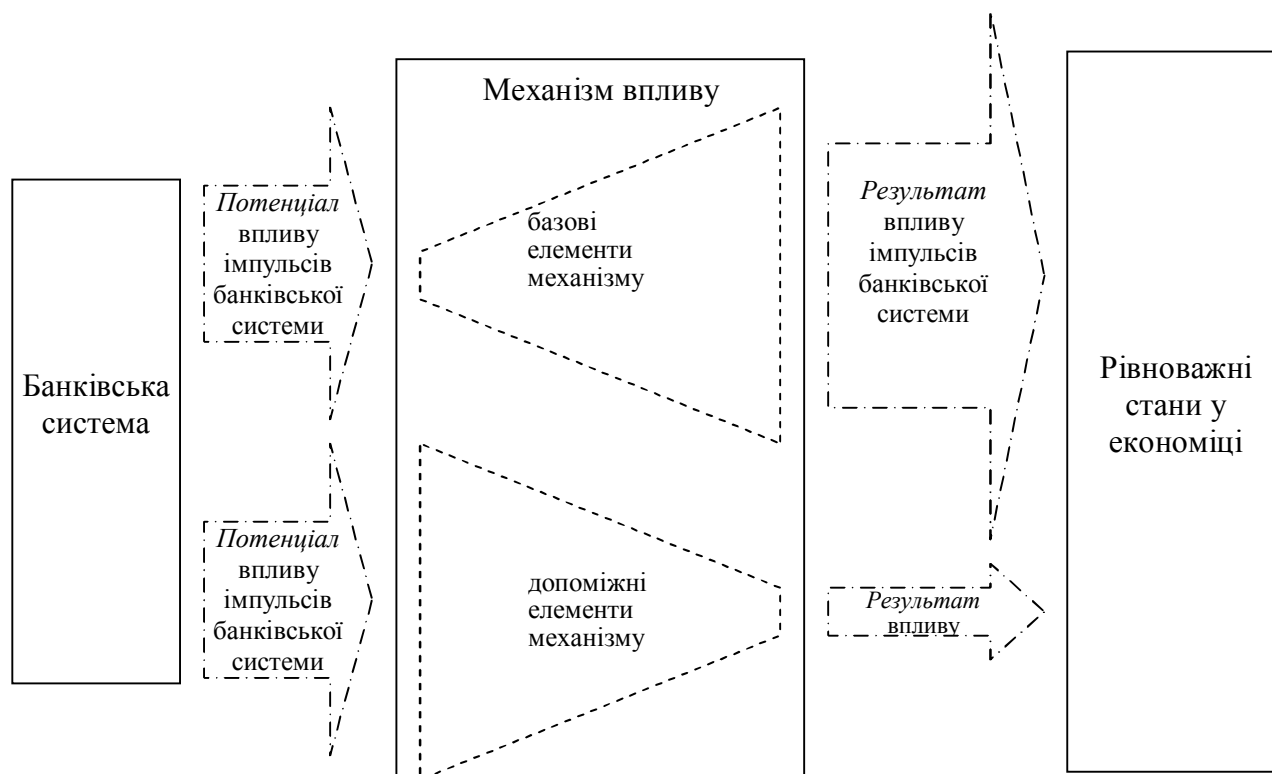 Механізм впливу
Банківська
система
Потенціал
впливу
імпульсів
банківської
системи
базові
елементи
механізму
Результат
впливу
імпульсів
банківської
системи
Потенціал
впливу
імпульсів
банківської
системи
допоміжні
елементи
механізму
Результат
впливу
Рівноважні
стани у
економіці